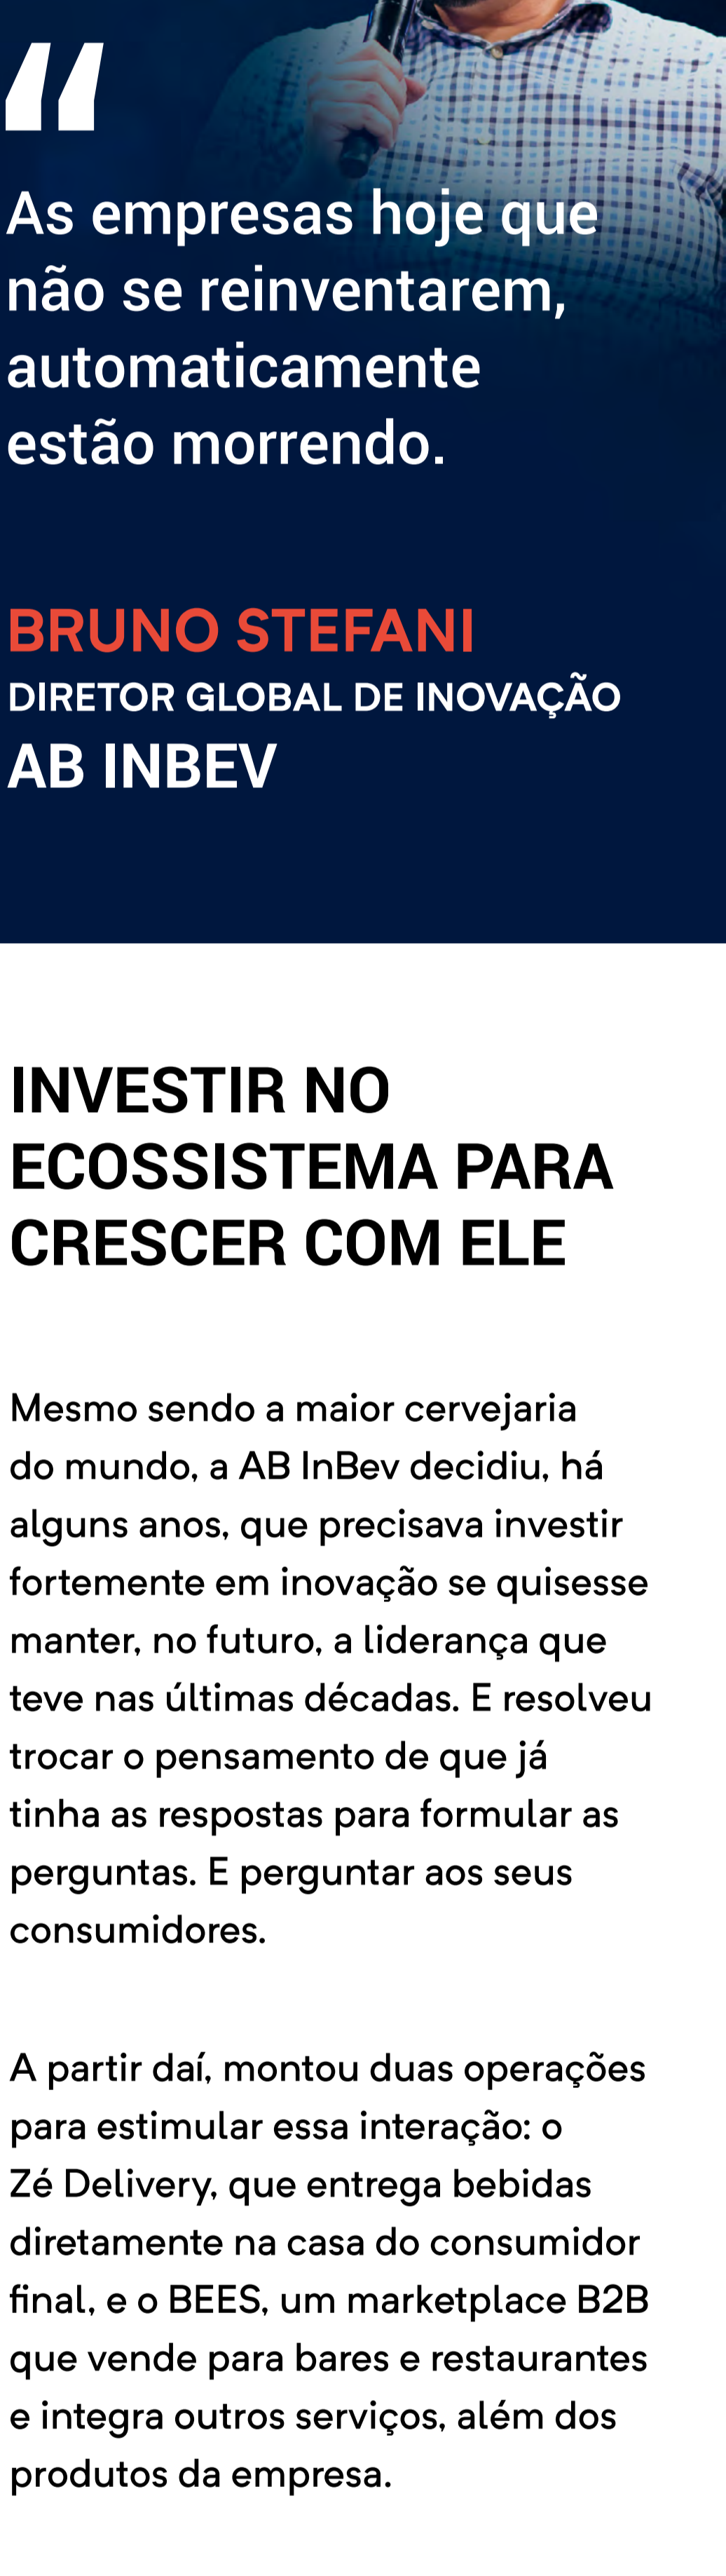 “
As empresas hoje que
não se reinventarem,
automaticamente
estão morrendo.
BRUNO STEFANI
DIRETOR GLOBAL DE INOVAÇÃO
AB INBEV
INVESTIR NO
ECOSSISTEMA PARA
CRESCER COM ELE
Mesmo sendo a maior cervejaria
do mundo, a AB InBev decidiu, há
alguns anos, que precisava investir
fortemente em inovação se quisesse
manter, no futuro, a liderança que
teve nas últimas décadas. E resolveu
trocar o pensamento de que já
tinha as respostas para formular as
perguntas. E perguntar aos seus
consumidores.
A partir daí, montou duas operações
para estimular essa interação: o
Zé Delivery, que entrega bebidas
diretamente na casa do consumidor
final, e o BEES, um marketplace B2B
que vende para bares e restaurantes
e integra outros serviços, além dos
produtos da empresa.